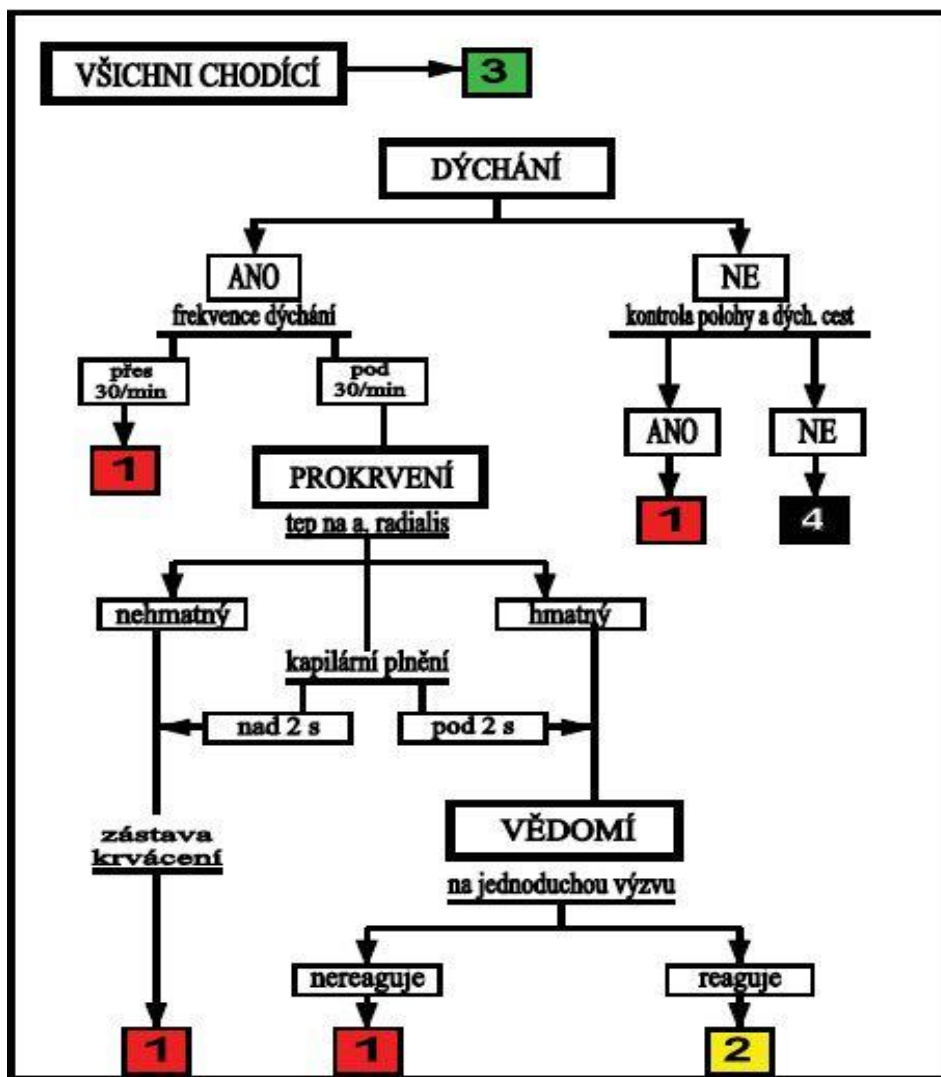 VŠICHNI CHODÍCÍ
3
DÝCHÁNÍ
ANO
NE
frekvence dýchání
kontrola polohy a dých. cest
přes
30/min
pod
30/min
ANO
NE
1
PROKRVENÍ
1
4
tep na a. radialis
nehmatný
hmatný
kapilární plnění
nad 2 s
pod 2 s
zástava
krvácení
VĚDOMÍ
na jednoduchou výzvu
nereaguje
reaguje
1
1
2